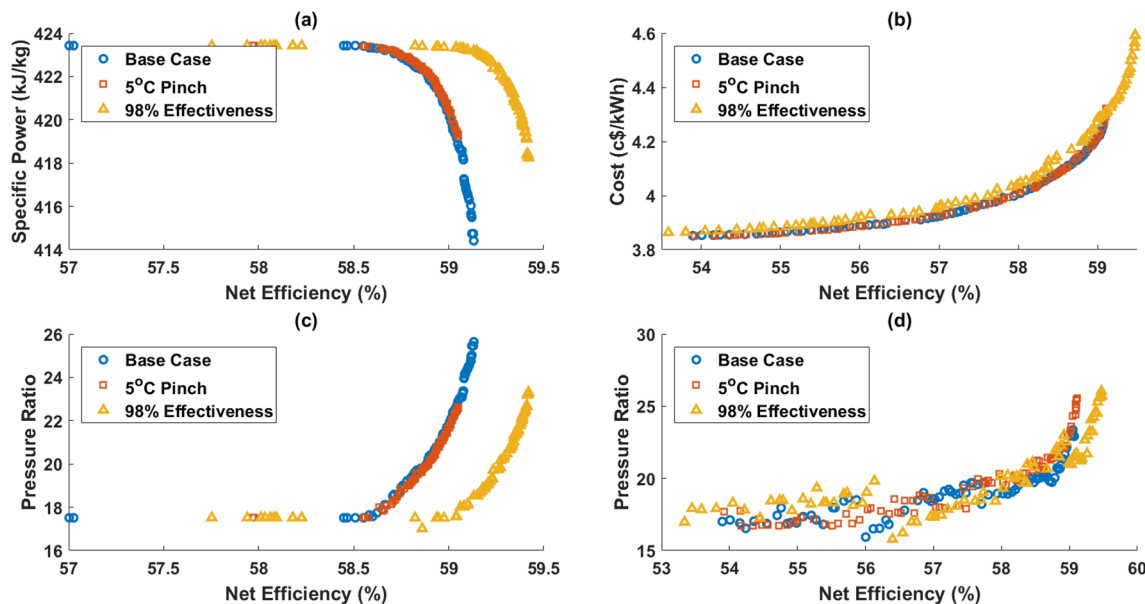 (a)
424
422
420
418
416
414
Specific Power (kJ/kg)
Base Case
5°C Pinch
98% Effectiveness
57
57.5
58
58.5
59
59.5
Net Efficiency (%)
(b)
4.6
4.4
4.2
4
3.8
Cost (c$/kWh)
Base Case
5°C Pinch
98% Effectiveness
54
55
56
57
58
59
Net Efficiency (%)
(c)
26
24
22
20
18
16
Pressure Ratio
Base Case
5°C Pinch
98% Effectiveness
57
57.5
58
58.5
59
59.5
Net Efficiency (%)
(d)
30
25
20
15
Pressure Ratio
Base Case
5°C Pinch
98% Effectiveness
53
54
55
56
57
58
59
60
Net Efficiency (%)